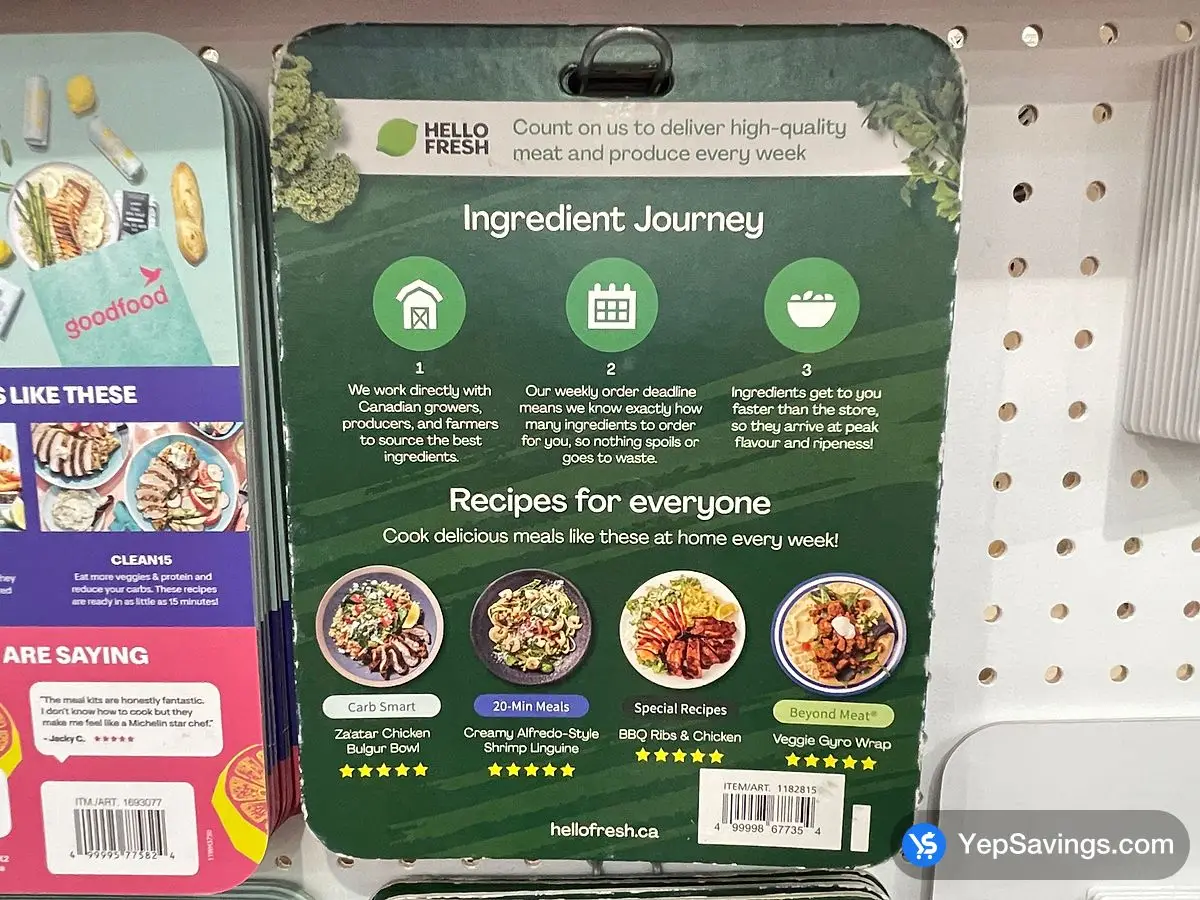 goodfood
S LIKE THESE
CLEAN15
Eat more veggies & protein and
reduce your carbs. These recipes
are ready in as little as 15 minutes!
ARE SAYING
"The meal kits are honestly fantastic.
I don't know how to cook but they
make me feel like a Michelin star chef."
- Jacky C. ★★★★★
ITM./ART. 1693077
4 99995 77582 4
HELLO
FRESH
Count on us to deliver high-quality
meat and produce every week
Ingredient Journey
1
We work directly with
Canadian growers,
producers, and farmers
to source the best
ingredients.
2
Our weekly order deadline
means we know exactly how
many ingredients to order
for you, so nothing spoils or
goes to waste.
3
Ingredients get to you
faster than the store,
so they arrive at peak
flavour and ripeness!
Recipes for everyone
Cook delicious meals like these at home every week!
Carb Smart
Za'atar Chicken
Bulgur Bowl
20-Min Meals
Creamy Alfredo-Style
Shrimp Linguine
Special Recipes
BBQ Ribs & Chicken
Beyond Meat®
Veggie Gyro Wrap
hellofresh.ca
ITEM/ART. 1182815
4 99998 67735 4
YepSavings.com